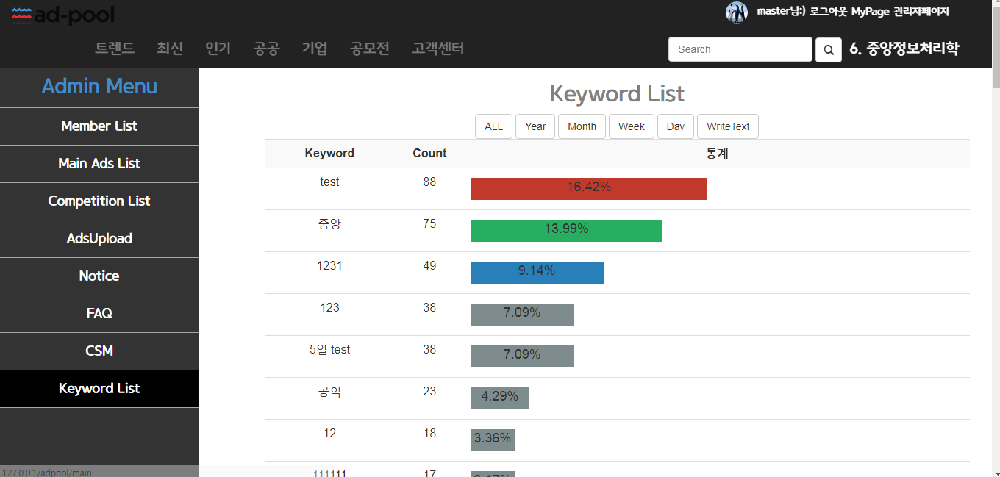 ad-pool
master님:) 로그아웃 MyPage 관리자페이지
트렌드 최신 인기 공공 기업 공모전 고객센터 Search 6. 중앙정보처리학
Admin Menu
Member List
Main Ads List
Competition List
AdsUpload
Notice
FAQ
CSM
Keyword List
Keyword List
ALL Year Month Week Day WriteText
Keyword Count 통계
test 88 16.42%
중앙 75 13.99%
1231 49 9.14%
123 38 7.09%
5일 test 38 7.09%
공익 23 4.29%
12 18 3.36%
111111 17 3.17%
127.0.0.1/adpool/main